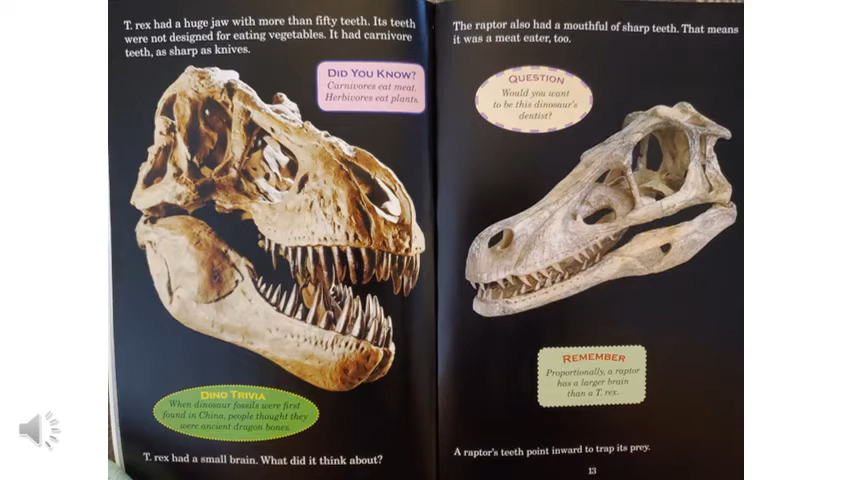 T. rex had a huge jaw with more than fifty teeth. Its teeth
were not designed for eating vegetables. It had carnivore
teeth, as sharp as knives.
DID YOU KNOW?
Carnivores eat meat.
Herbivores eat plants.
DINO TRIVIA
When dinosaur fossils were first
found in China, people thought they
were ancient dragon bones.
T. rex had a small brain. What did it think about?
The raptor also had a mouthful of sharp teeth. That means
it was a meat eater, too.
QUESTION
Would you want
to be this dinosaur's
dentist?
REMEMBER
Proportionally, a raptor
has a larger brain
than a T. rex.
A raptor's teeth point inward to trap its prey.
13